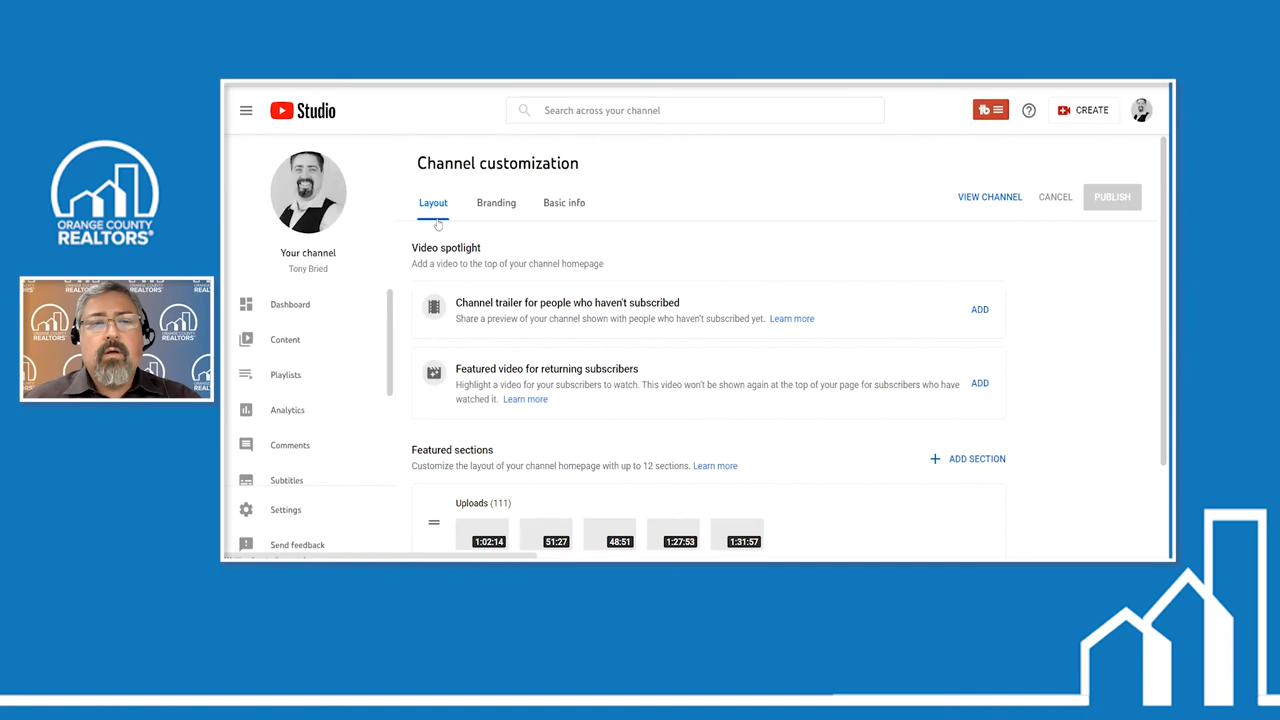 Studio
Search across your channel
CREATE
Channel customization
Layout
Branding
Basic info
VIEW CHANNEL
CANCEL
PUBLISH
ORANGE COUNTY
REALTORS®
Your channel
Tony Bried
Dashboard
Content
Playlists
Analytics
Comments
Subtitles
Settings
Send feedback
Video spotlight
Add a video to the top of your channel homepage
Channel trailer for people who haven't subscribed
Share a preview of your channel shown with people who haven't subscribed yet. Learn more
ADD
Featured video for returning subscribers
Highlight a video for your subscribers to watch. This video won't be shown again at the top of your page for subscribers who have
watched it. Learn more
ADD
Featured sections
Customize the layout of your channel homepage with up to 12 sections. Learn more
+ ADD SECTION
Uploads (111)
1:02:14
51:27
48:51
1:27:53
1:31:57